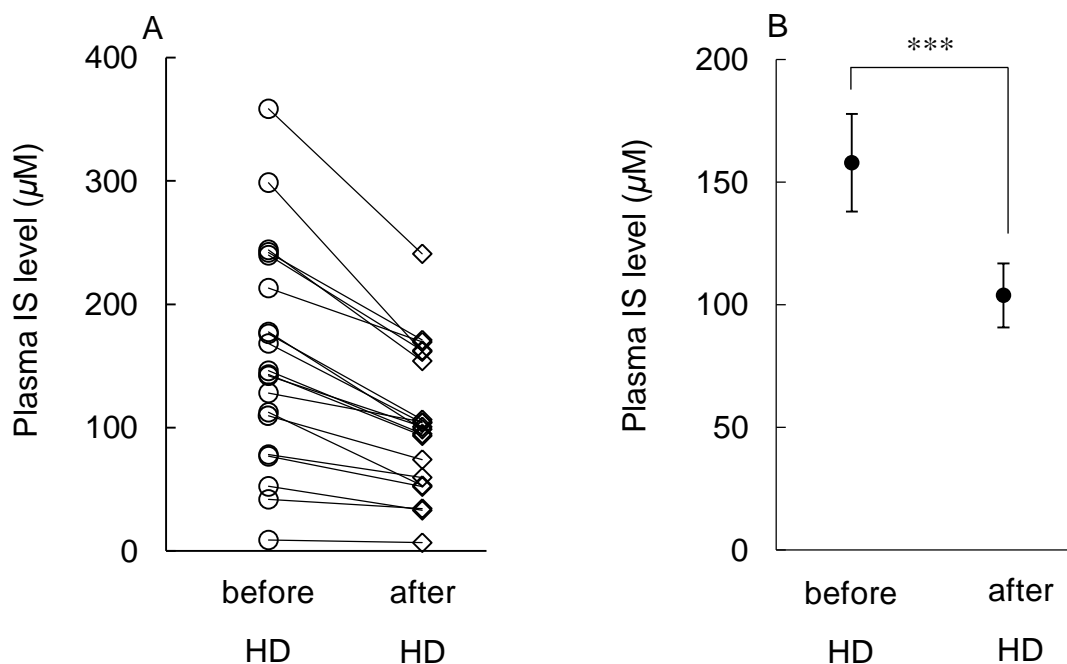 A
Plasma IS level (µM)
400
300
200
100
0
before
HD
after
HD
B
Plasma IS level (µM)
200
150
100
50
0
***
before
HD
after
HD